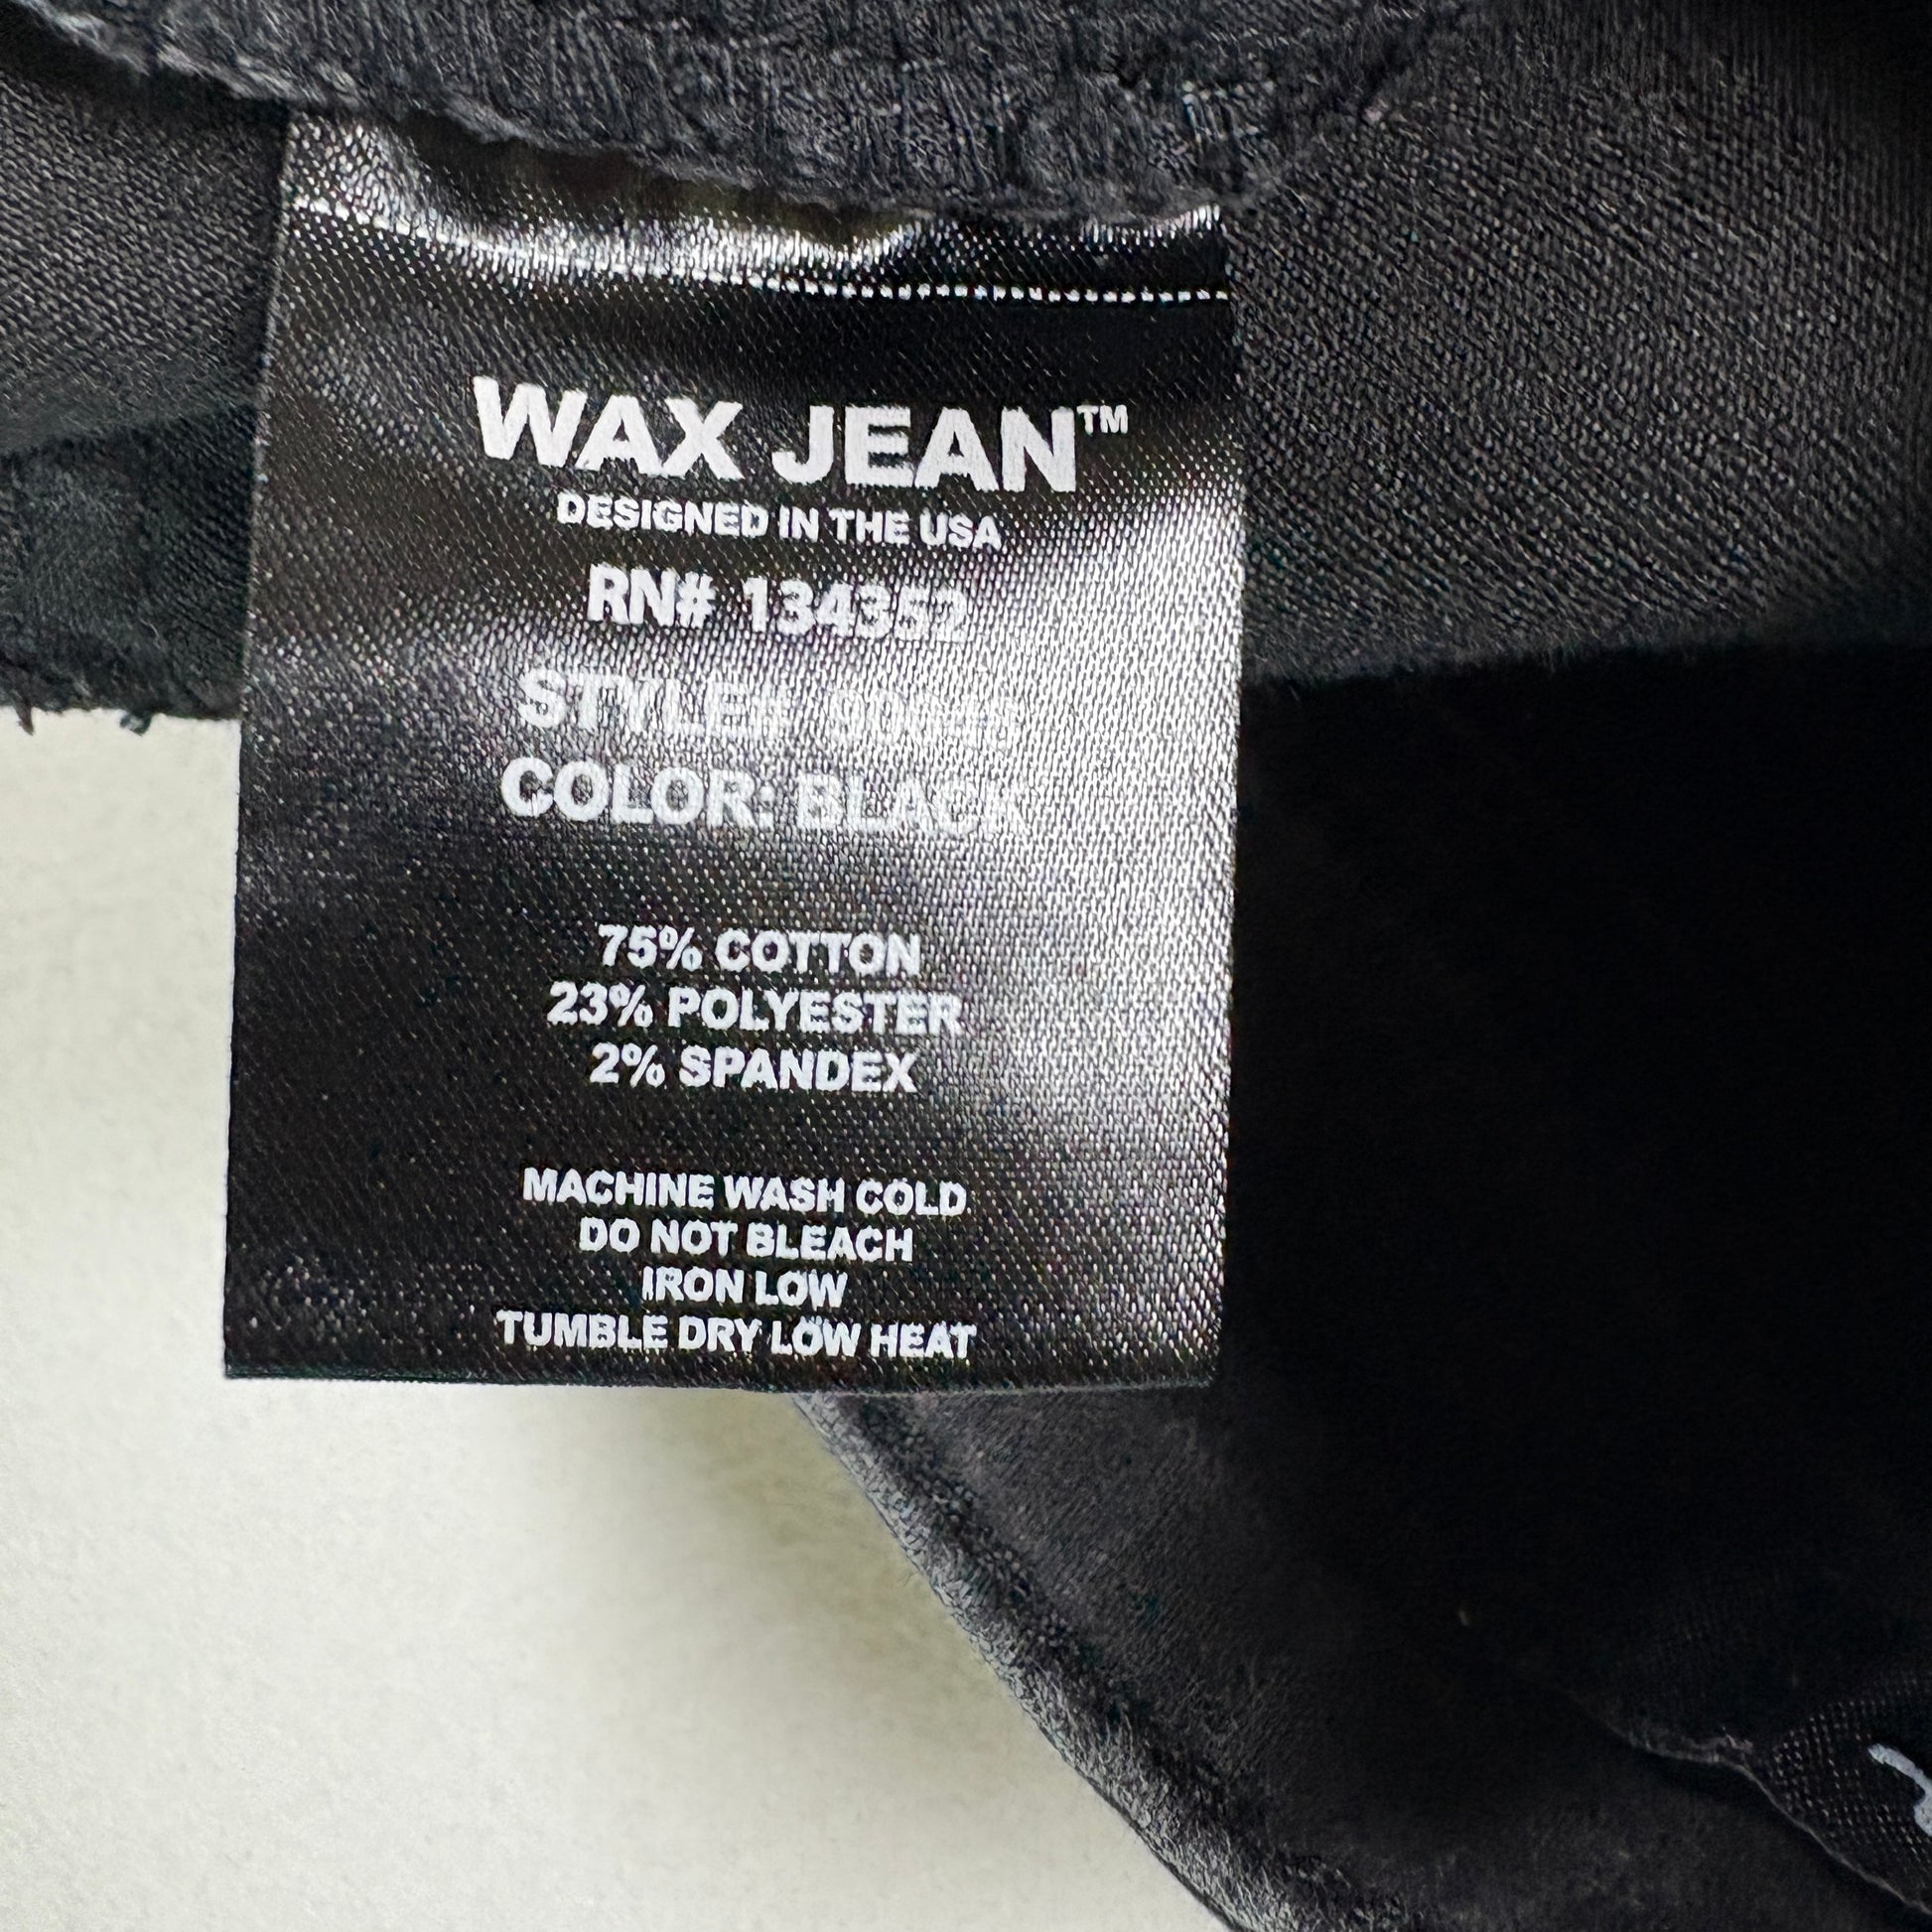 WAX JEAN™
DESIGNED IN THE USA
RN# 134352
STYLE#
COLOR: BLACK
75% COTTON
23% POLYESTER
2% SPANDEX
MACHINE WASH COLD
DO NOT BLEACH
IRON LOW
TUMBLE DRY LOW HEAT